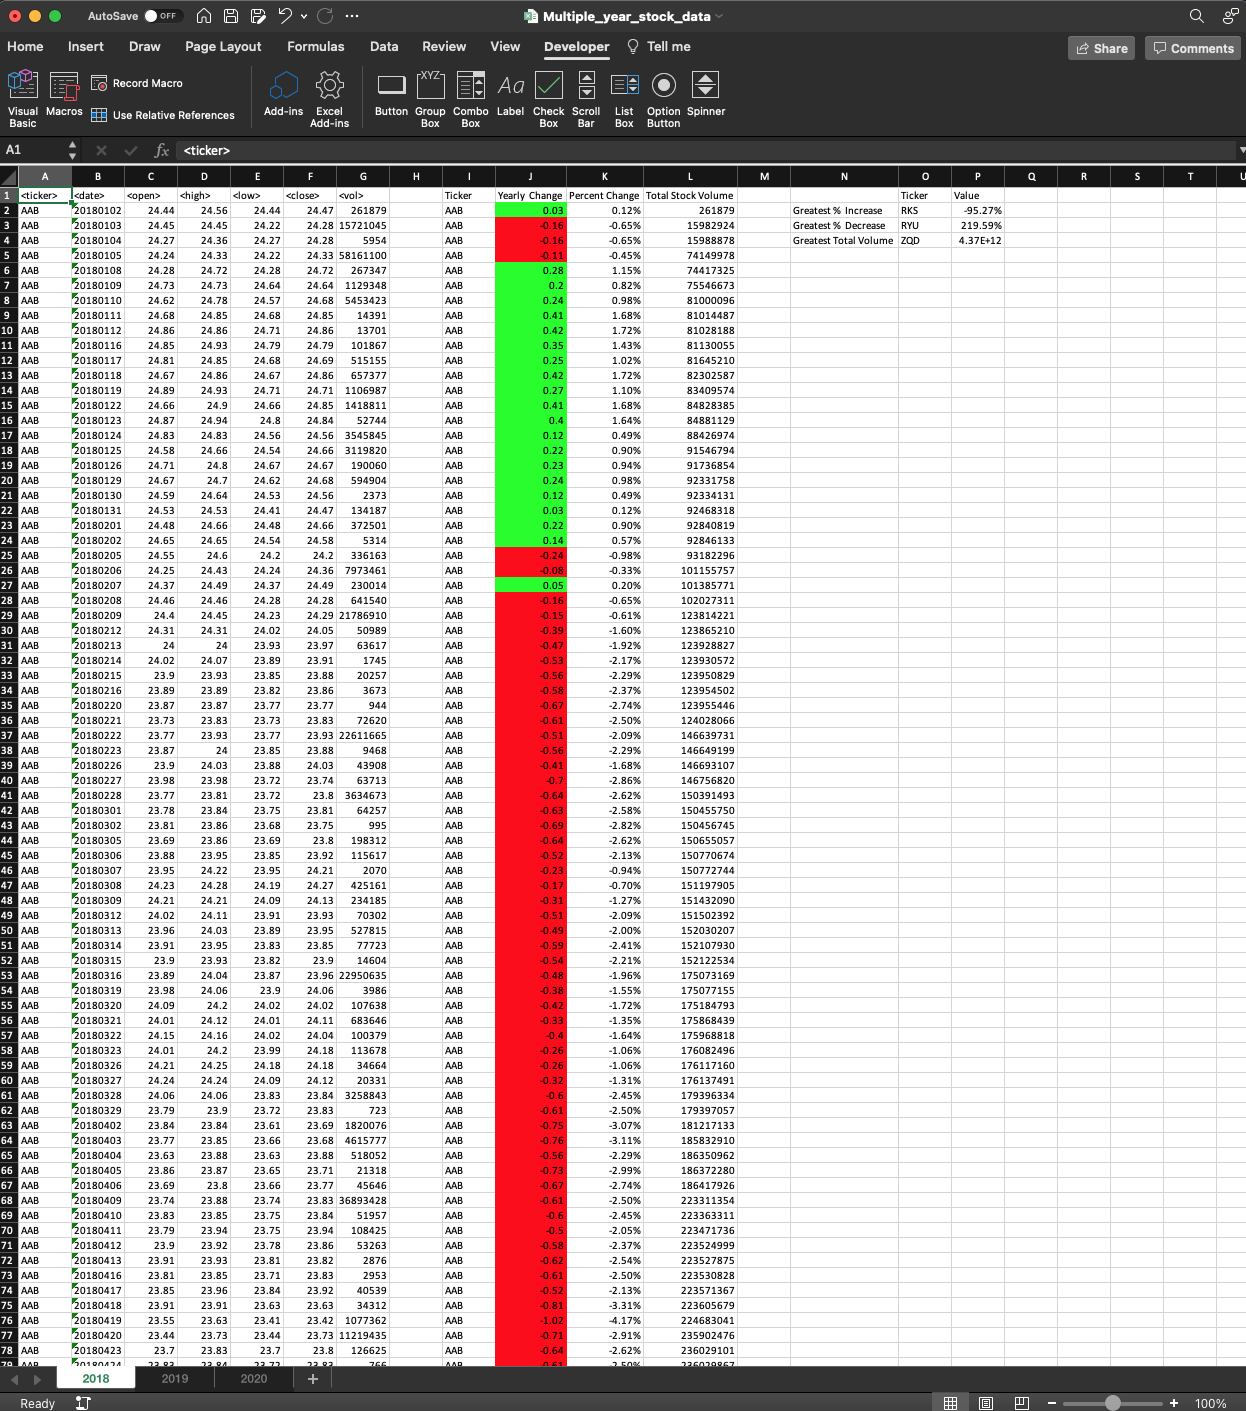 AutoSave OFF Multiple_year_stock_data
Home Insert Draw Page Layout Formulas Data Review View Developer Tell me Share Comments
Visual Basic Macros Record Macro Use Relative References Add-ins Excel Add-ins Button Group Box Combo Box Label Check Box Scroll Bar List Box Option Button Spinner
XYZ Aa
A1 fx <ticker>
A B C D E F G H I J K L M N O P Q R S T U
1 <ticker> <date> <open> <high> <low> <close> <vol> Ticker Yearly Change Percent Change Total Stock Volume Ticker Value
2 AAB 20180102 24.44 24.56 24.44 24.47 261879 AAB 0.03 0.12% 261879 Greatest % Increase RKS -95.27%
3 AAB 20180103 24.45 24.45 24.22 24.28 15721045 AAB -0.16 -0.65% 15982924 Greatest % Decrease RYU 219.59%
4 AAB 20180104 24.27 24.36 24.27 24.28 5954 AAB -0.16 -0.65% 15988878 Greatest Total Volume ZQD 4.37E+12
5 AAB 20180105 24.24 24.33 24.22 24.33 58161100 AAB -0.11 -0.45% 74149978
6 AAB 20180108 24.28 24.72 24.28 24.72 267347 AAB 0.28 1.15% 74417325
7 AAB 20180109 24.73 24.73 24.64 24.64 1129348 AAB 0.2 0.82% 75546673
8 AAB 20180110 24.62 24.78 24.57 24.68 5453423 AAB 0.24 0.98% 81000096
9 AAB 20180111 24.68 24.85 24.68 24.85 14391 AAB 0.41 1.68% 81014487
10 AAB 20180112 24.86 24.86 24.71 24.86 13701 AAB 0.42 1.72% 81028188
11 AAB 20180116 24.85 24.93 24.79 24.79 101867 AAB 0.35 1.43% 81130055
12 AAB 20180117 24.81 24.85 24.68 24.69 515155 AAB 0.25 1.02% 81645210
13 AAB 20180118 24.67 24.86 24.67 24.86 657377 AAB 0.42 1.72% 82302587
14 AAB 20180119 24.89 24.93 24.71 24.71 1106987 AAB 0.27 1.10% 83409574
15 AAB 20180122 24.66 24.9 24.66 24.85 1418811 AAB 0.41 1.68% 84828385
16 AAB 20180123 24.87 24.94 24.8 24.84 52744 AAB 0.4 1.64% 84881129
17 AAB 20180124 24.83 24.83 24.56 24.56 3545845 AAB 0.12 0.49% 88426974
18 AAB 20180125 24.58 24.66 24.54 24.66 3119820 AAB 0.22 0.90% 91546794
19 AAB 20180126 24.71 24.8 24.67 24.67 190060 AAB 0.23 0.94% 91736854
20 AAB 20180129 24.67 24.7 24.62 24.68 594904 AAB 0.24 0.98% 92331758
21 AAB 20180130 24.59 24.64 24.53 24.56 2373 AAB 0.12 0.49% 92334131
22 AAB 20180131 24.53 24.53 24.41 24.47 134187 AAB 0.03 0.12% 92468318
23 AAB 20180201 24.48 24.66 24.48 24.66 372501 AAB 0.22 0.90% 92840819
24 AAB 20180202 24.65 24.65 24.54 24.58 5314 AAB 0.14 0.57% 92846133
25 AAB 20180205 24.55 24.6 24.2 24.2 336163 AAB -0.24 -0.98% 93182296
26 AAB 20180206 24.25 24.43 24.24 24.36 7973461 AAB -0.08 -0.33% 101155757
27 AAB 20180207 24.37 24.49 24.37 24.49 230014 AAB 0.05 0.20% 101385771
28 AAB 20180208 24.46 24.46 24.28 24.28 641540 AAB -0.16 -0.65% 102027311
29 AAB 20180209 24.4 24.45 24.23 24.29 21786910 AAB -0.15 -0.61% 123814221
30 AAB 20180212 24.31 24.31 24.02 24.05 50989 AAB -0.39 -1.60% 123865210
31 AAB 20180213 24 24 23.93 23.97 63617 AAB -0.47 -1.92% 123928827
32 AAB 20180214 24.02 24.07 23.89 23.91 1745 AAB -0.53 -2.17% 123930572
33 AAB 20180215 23.9 23.93 23.85 23.88 20257 AAB -0.56 -2.29% 123950829
34 AAB 20180216 23.89 23.89 23.82 23.86 3673 AAB -0.58 -2.37% 123954502
35 AAB 20180220 23.87 23.87 23.77 23.77 944 AAB -0.67 -2.74% 123955446
36 AAB 20180221 23.73 23.83 23.73 23.83 72620 AAB -0.61 -2.50% 124028066
37 AAB 20180222 23.77 23.93 23.77 23.93 22611665 AAB -0.51 -2.09% 146639731
38 AAB 20180223 23.87 24 23.85 23.88 9468 AAB -0.56 -2.29% 146649199
39 AAB 20180226 23.9 24.03 23.88 24.03 43908 AAB -0.41 -1.68% 146693107
40 AAB 20180227 23.98 23.98 23.72 23.74 63713 AAB -0.7 -2.86% 146756820
41 AAB 20180228 23.77 23.81 23.72 23.8 3634673 AAB -0.64 -2.62% 150391493
42 AAB 20180301 23.78 23.84 23.75 23.81 64257 AAB -0.63 -2.58% 150455750
43 AAB 20180302 23.81 23.86 23.68 23.75 995 AAB -0.69 -2.82% 150456745
44 AAB 20180305 23.69 23.86 23.69 23.8 198312 AAB -0.64 -2.62% 150655057
45 AAB 20180306 23.88 23.95 23.85 23.92 115617 AAB -0.52 -2.13% 150770674
46 AAB 20180307 23.95 24.22 23.95 24.21 2070 AAB -0.23 -0.94% 150772744
47 AAB 20180308 24.23 24.28 24.19 24.27 425161 AAB -0.17 -0.70% 151197905
48 AAB 20180309 24.21 24.21 24.09 24.13 234185 AAB -0.31 -1.27% 151432090
49 AAB 20180312 24.02 24.11 23.91 23.93 70302 AAB -0.51 -2.09% 151502392
50 AAB 20180313 23.96 24.03 23.89 23.95 527815 AAB -0.49 -2.00% 152030207
51 AAB 20180314 23.91 23.95 23.83 23.85 77723 AAB -0.59 -2.41% 152107930
52 AAB 20180315 23.9 23.93 23.82 23.9 14604 AAB -0.54 -2.21% 152122534
53 AAB 20180316 23.89 24.04 23.87 23.96 22950635 AAB -0.48 -1.96% 175073169
54 AAB 20180319 23.98 24.06 23.9 24.06 3986 AAB -0.38 -1.55% 175077155
55 AAB 20180320 24.09 24.2 24.02 24.02 107638 AAB -0.42 -1.72% 175184793
56 AAB 20180321 24.01 24.12 24.01 24.11 683646 AAB -0.33 -1.35% 175868439
57 AAB 20180322 24.15 24.16 24.02 24.04 100379 AAB -0.4 -1.64% 175968818
58 AAB 20180323 24.01 24.2 23.99 24.18 113678 AAB -0.26 -1.06% 176082496
59 AAB 20180326 24.21 24.25 24.18 24.18 34664 AAB -0.26 -1.06% 176117160
60 AAB 20180327 24.24 24.24 24.09 24.12 20331 AAB -0.32 -1.31% 176137491
61 AAB 20180328 24.06 24.06 23.83 23.84 3258843 AAB -0.6 -2.45% 179396334
62 AAB 20180329 23.79 23.9 23.72 23.83 723 AAB -0.61 -2.50% 179397057
63 AAB 20180402 23.84 23.84 23.61 23.69 1820076 AAB -0.75 -3.07% 181217133
64 AAB 20180403 23.77 23.85 23.66 23.68 4615777 AAB -0.76 -3.11% 185832910
65 AAB 20180404 23.63 23.88 23.63 23.88 518052 AAB -0.56 -2.29% 186350962
66 AAB 20180405 23.86 23.87 23.65 23.71 21318 AAB -0.73 -2.99% 186372280
67 AAB 20180406 23.69 23.8 23.66 23.77 45646 AAB -0.67 -2.74% 186417926
68 AAB 20180409 23.74 23.88 23.74 23.83 36893428 AAB -0.61 -2.50% 223311354
69 AAB 20180410 23.83 23.85 23.75 23.84 51957 AAB -0.6 -2.45% 223363311
70 AAB 20180411 23.79 23.94 23.75 23.94 108425 AAB -0.5 -2.05% 223471736
71 AAB 20180412 23.9 23.92 23.78 23.86 53263 AAB -0.58 -2.37% 223524999
72 AAB 20180413 23.91 23.93 23.81 23.82 2876 AAB -0.62 -2.54% 223527875
73 AAB 20180416 23.81 23.85 23.71 23.83 2953 AAB -0.61 -2.50% 223530828
74 AAB 20180417 23.85 23.96 23.84 23.92 40539 AAB -0.52 -2.13% 223571367
75 AAB 20180418 23.91 23.91 23.63 23.63 34312 AAB -0.81 -3.31% 223605679
76 AAB 20180419 23.55 23.63 23.41 23.42 1077362 AAB -1.02 -4.17% 224683041
77 AAB 20180420 23.44 23.73 23.44 23.73 11219435 AAB -0.71 -2.91% 235902476
78 AAB 20180423 23.7 23.83 23.7 23.8 126625 AAB -0.64 -2.62% 236029101
79 AAB 20180424 23.83 23.84 23.72 23.83 766 AAB -0.61 -2.50% 236029867
2018 2019 2020 +
Ready 100%